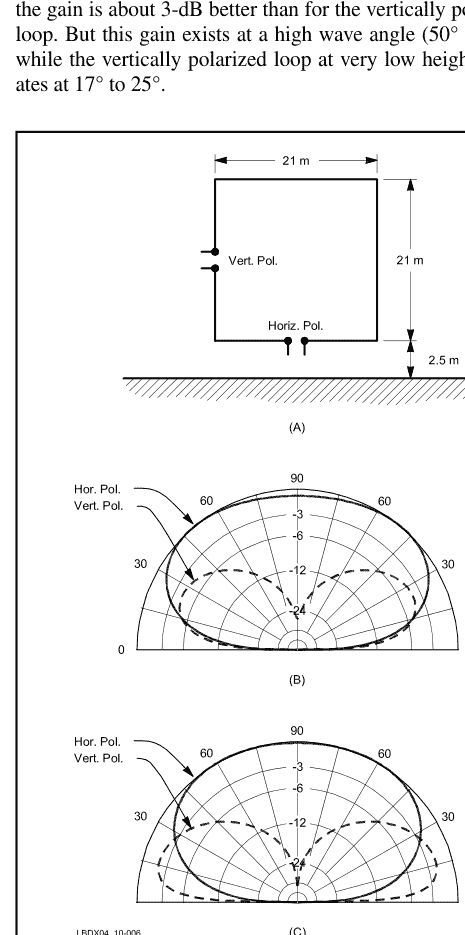 the gain is about 3-dB better than for the vertically
loop. But this gain exists at a high wave angle (50°
while the vertically polarized loop at very low
ates at 17° to 25°.
21 m
Vert. Pol.
21 m
Horiz. Pol.
2.5 m
(A)
90
Hor. Pol.
Vert. Pol.
60
60
-3
-6
30
30
-12
-24
0
(B)
90
Hor. Pol.
Vert. Pol.
60
60
-3
-6
30
30
-12
-24
LBDX04_10-006
(C)